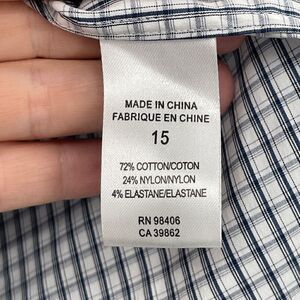 MADE IN CHINA
FABRIQUE EN CHINE
15
72% COTTON/COTON
24% NYLON/NYLON
4% ELASTANE/ELASTANE
RN 98406
CA 39862